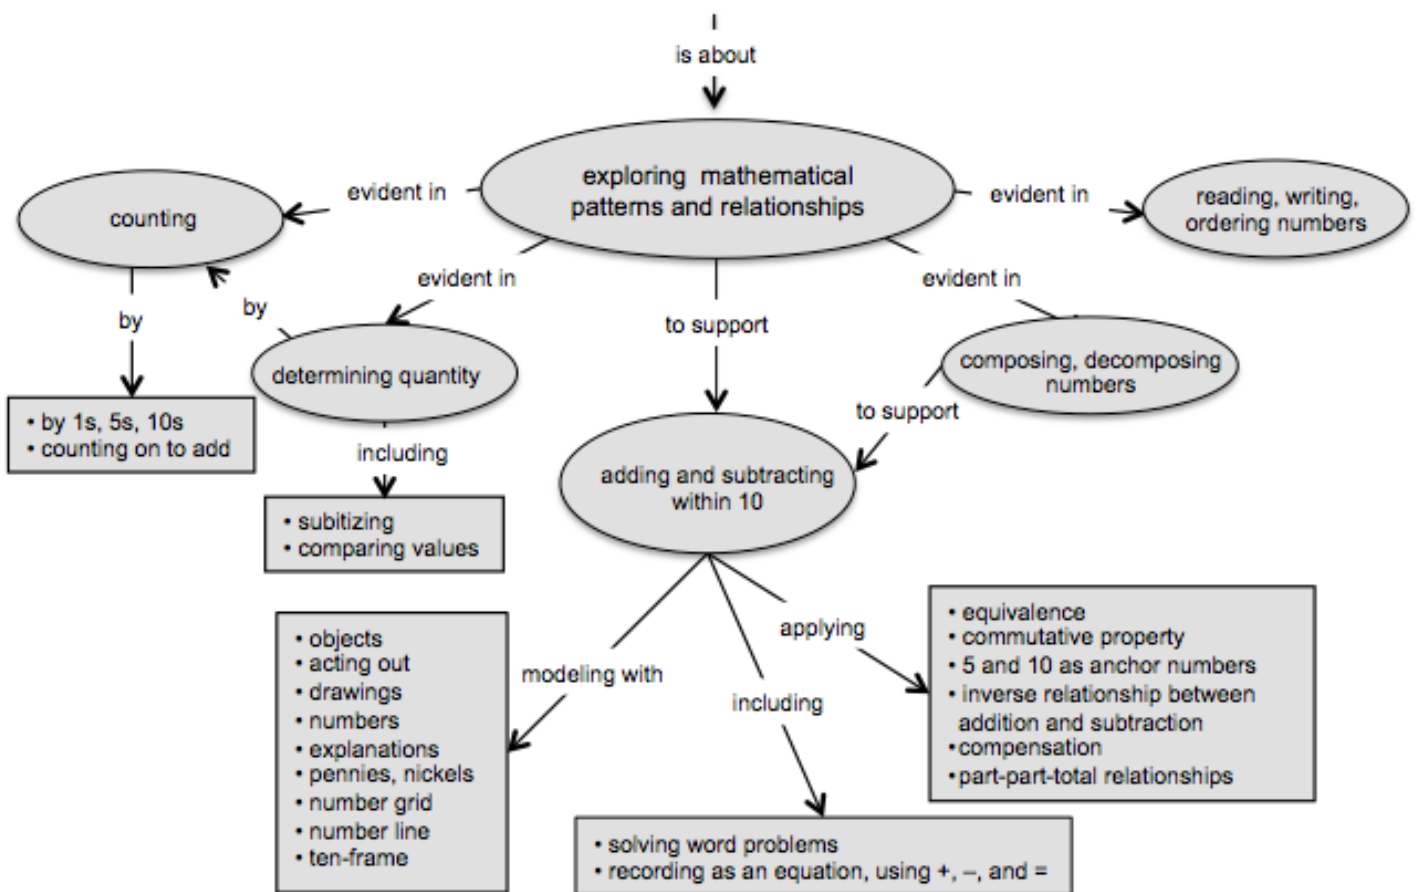 is about
exploring mathematical
patterns and relationships
evident in
counting
evident in
reading, writing,
ordering numbers
evident in
evident in
by
by
to support
determining quantity
composing, decomposing
numbers
to support
• by 1s, 5s, 10s
• counting on to add
including
adding and subtracting
within 10
• subitizing
• comparing values
modeling with
including
applying
• objects
• acting out
• drawings
• numbers
• explanations
• pennies, nickels
• number grid
• number line
• ten-frame
• solving word problems
• recording as an equation, using +, –, and =
• equivalence
• commutative property
• 5 and 10 as anchor numbers
• inverse relationship between
addition and subtraction
• compensation
• part-part-total relationships